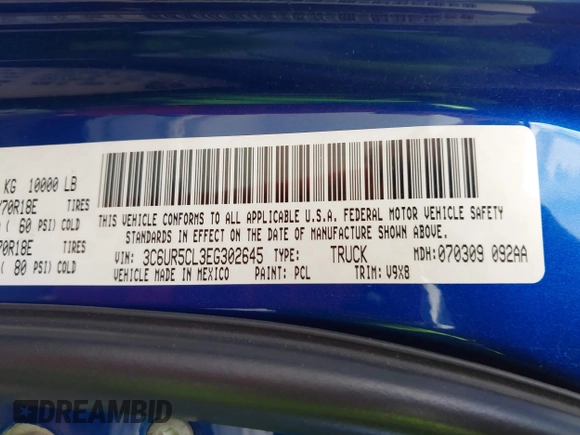 KG 10000 LB
70R18E TIRES
( 60 PSI) COLD
70R18E TIRES
( 80 PSI) COLD
THIS VEHICLE CONFORMS TO ALL APPLICABLE U.S.A. FEDERAL MOTOR VEHICLE SAFETY
STANDARDS IN EFFECT ON THE DATE OF MANUFACTURE SHOWN ABOVE.
VIN: 3C6UR5CL3EG302645 TYPE: TRUCK MDH: 070309 092AA
VEHICLE MADE IN MEXICO PAINT: PCL TRIM: V9X8
DREAMBID